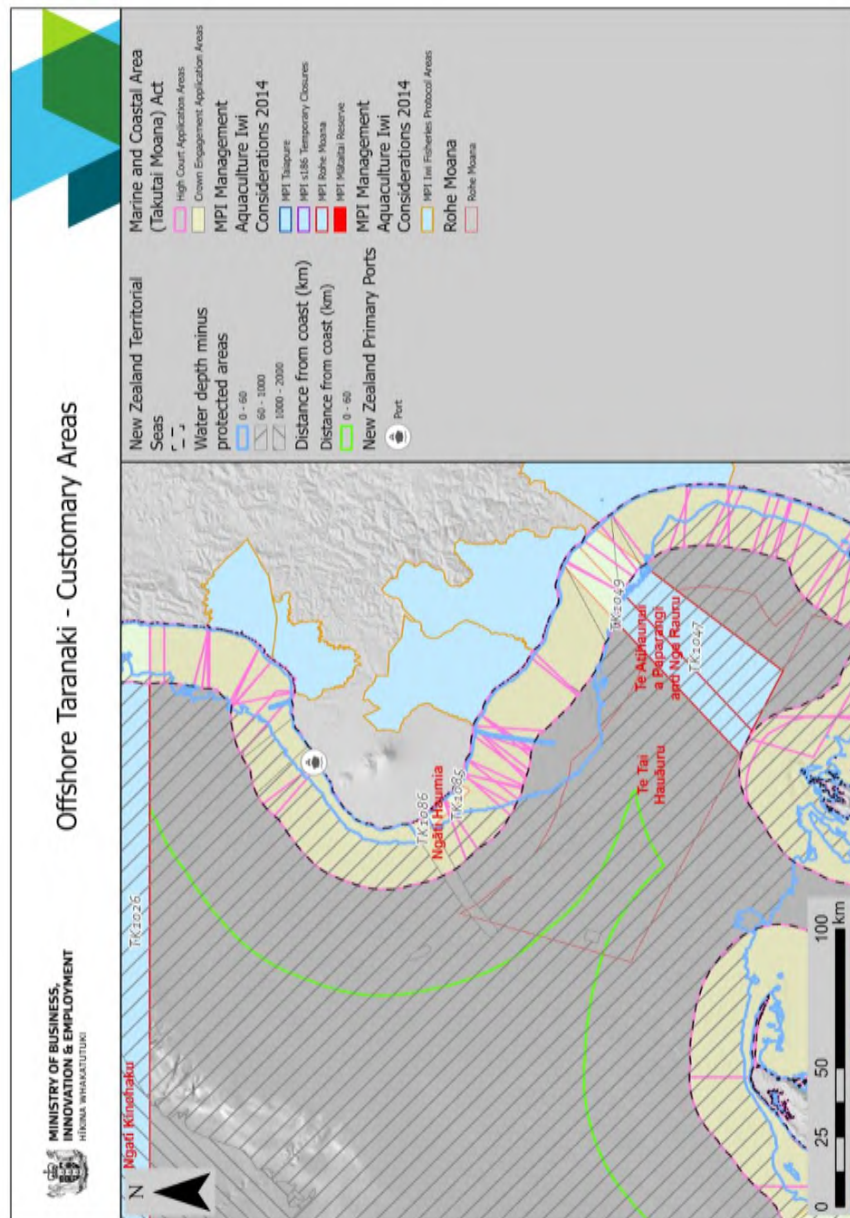 MINISTRY OF BUSINESS,
INNOVATION & EMPLOYMENT
HĪKINA WHAKATUTUKI
Offshore Taranaki - Customary Areas
N
Ngati Kinohaku
TK1026
TK1086
Ngāti Haumia
TK1085
Te Tai
Hauāuru
TK1049
Te Atihaunui
a Paparangi
and Nga Rauru
TK1047
0
25
50
100
km
New Zealand Territorial
Seas
Water depth minus
protected areas
0 - 60
60 - 1000
1000 - 2000
Distance from coast (km)
Distance from coast (km)
0 - 60
New Zealand Primary Ports
Port
Marine and Coastal Area
(Takutai Moana) Act
High Court Application Areas
Crown Engagement Application Areas
MPI Management
Aquaculture Iwi
Considerations 2014
MPI Taiapure
MPI s186 Temporary Closures
MPI Rohe Moana
MPI Mātaitai Reserve
MPI Management
Aquaculture Iwi
Considerations 2014
MPI Iwi Fisheries Protocol Areas
Rohe Moana
Rohe Moana